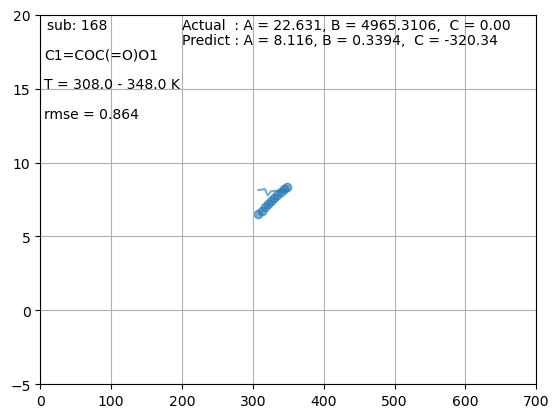 sub: 168
Actual  : A = 22.631, B = 4965.3106,  C = 0.00
Predict : A = 8.116, B = 0.3394,  C = -320.34
C1=COC(=O)O1
T = 308.0 - 348.0 K
rmse = 0.864
20
15
10
5
0
−5
0 100 200 300 400 500 600 700